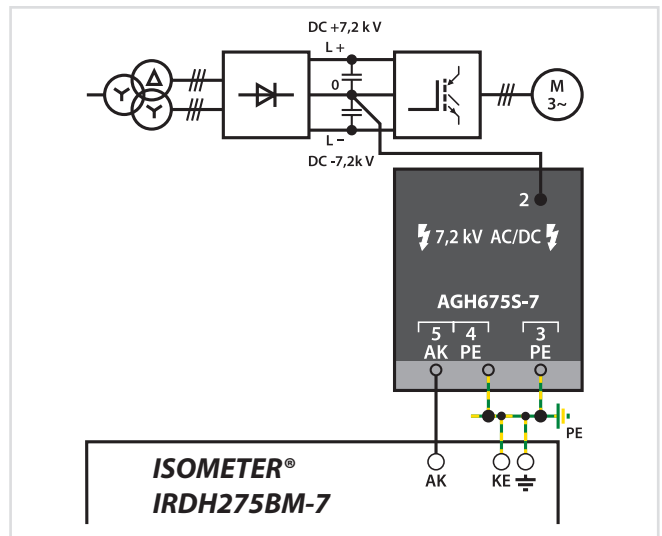 DC +7,2 k V
L +
0
L –
DC -7,2k V
M
3~
2
7,2 kV AC/DC
AGH675S-7
5 4 3
AK PE PE
PE
ISOMETER®
IRDH275BM-7
AK KE